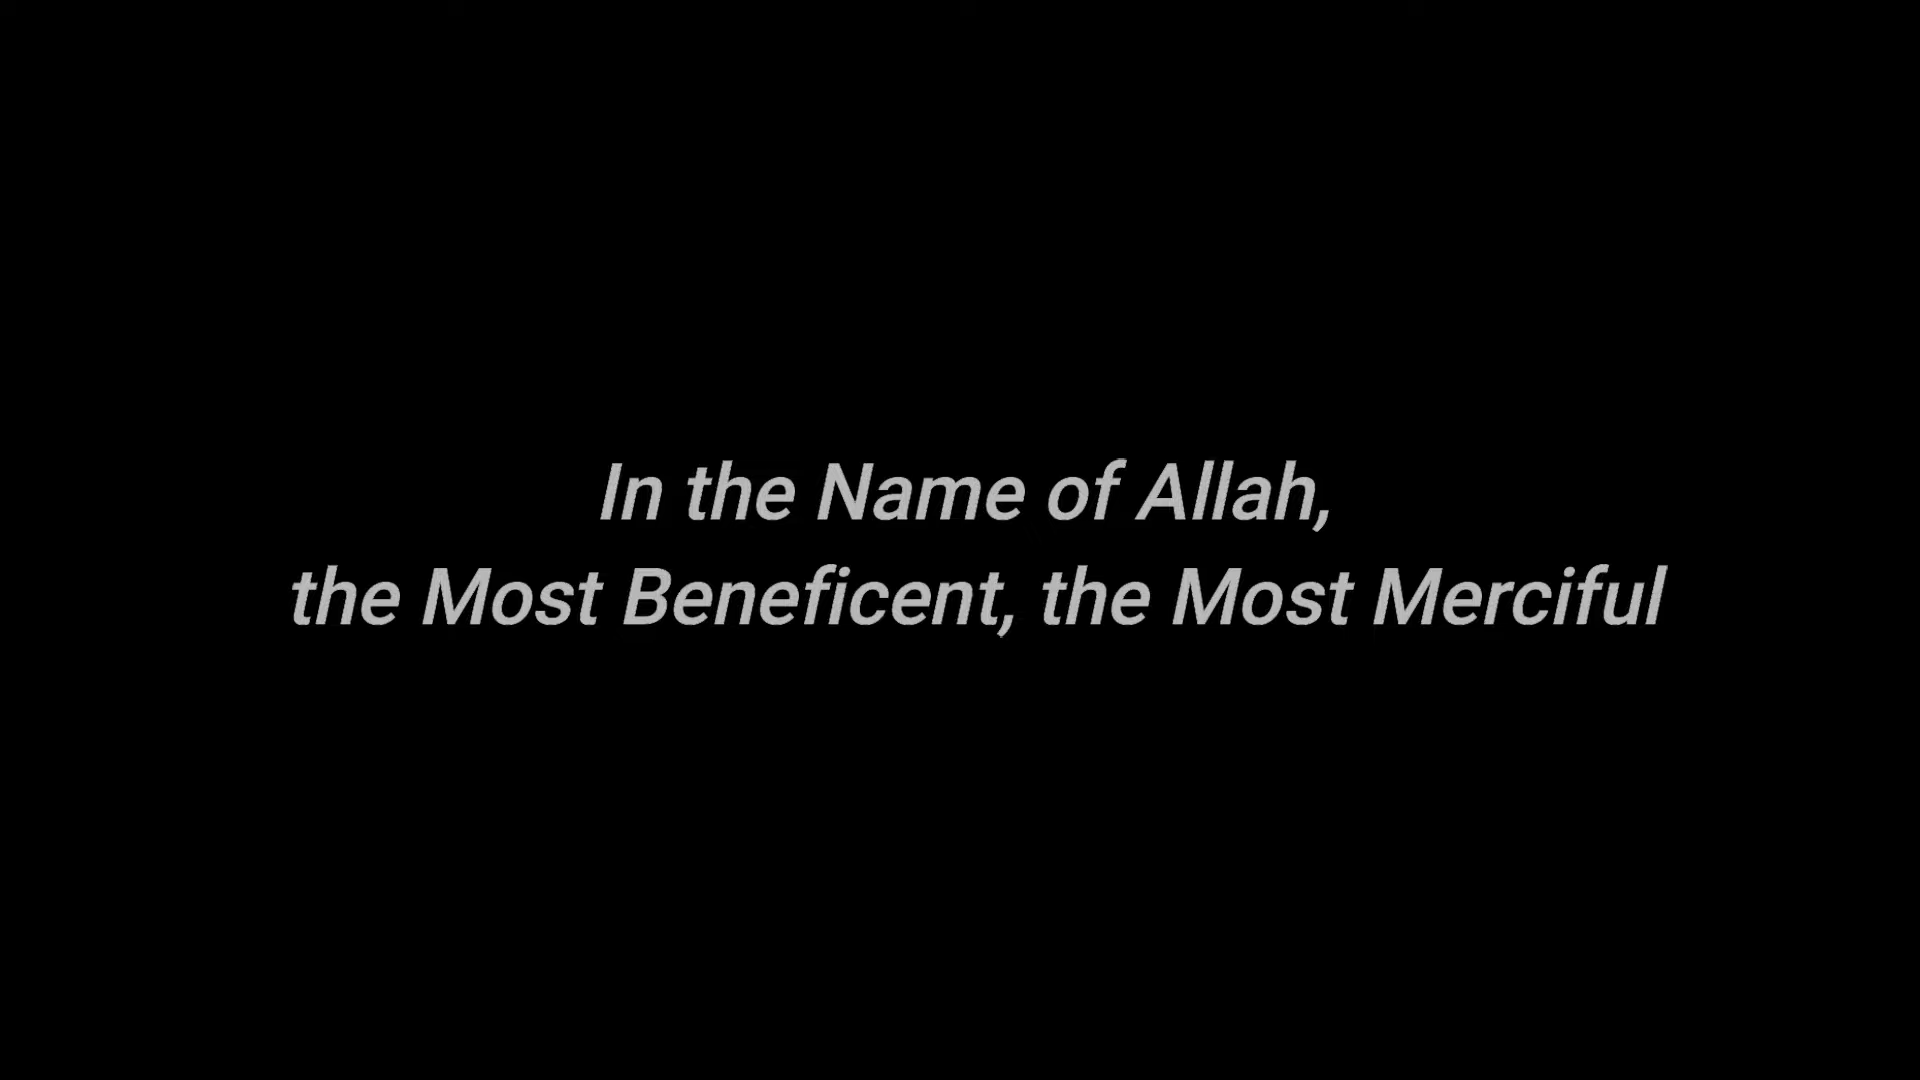 In the Name of Allah,
the Most Beneficent, the Most Merciful